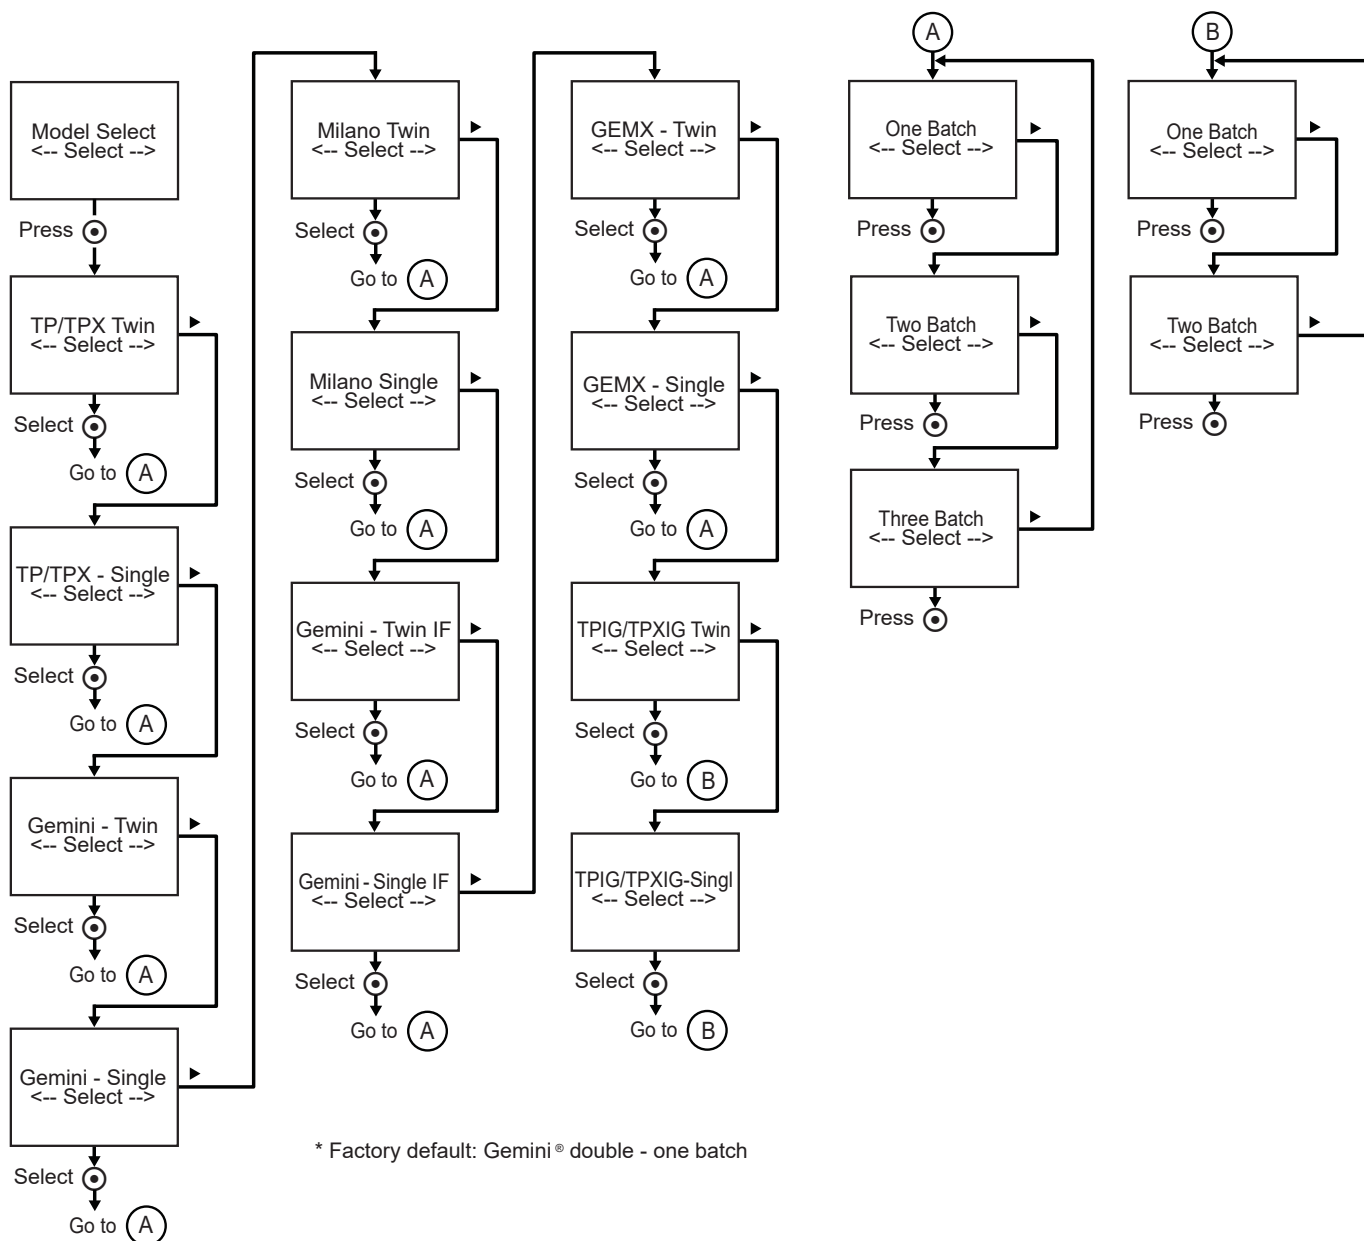 Model Select
<-- Select -->
Press
TP/TPX Twin
<-- Select -->
Select
Go to A
TP/TPX - Single
<-- Select -->
Select
Go to A
Gemini - Twin
<-- Select -->
Select
Go to A
Gemini - Single
<-- Select -->
Select
Go to A
Milano Twin
<-- Select -->
Select
Go to A
Milano Single
<-- Select -->
Select
Go to A
Gemini - Twin IF
<-- Select -->
Select
Go to A
Gemini - Single IF
<-- Select -->
Select
Go to A
GEMX - Twin
<-- Select -->
Select
Go to A
GEMX - Single
<-- Select -->
Select
Go to A
TPIG/TPXIG Twin
<-- Select -->
Select
Go to B
TPIG/TPXIG-Singl
<-- Select -->
Select
Go to B
A
One Batch
<-- Select -->
Press
Two Batch
<-- Select -->
Press
Three Batch
<-- Select -->
Press
B
One Batch
<-- Select -->
Press
Two Batch
<-- Select -->
Press
* Factory default: Gemini® double - one batch